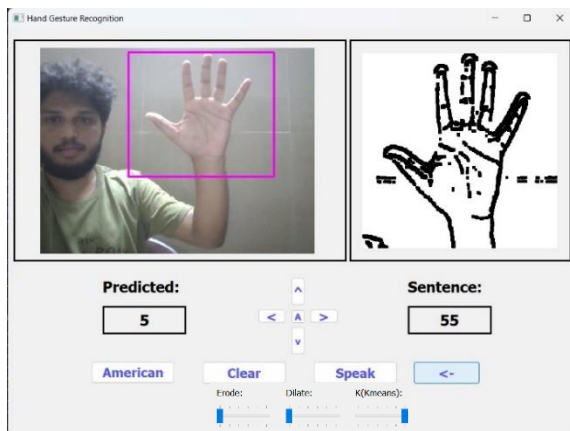 Hand Gesture Recognition
Predicted:
Sentence:
^
5
< A >
55
v
American
Clear
Speak
<-
Erode:
Dilate:
K(Kmeans):